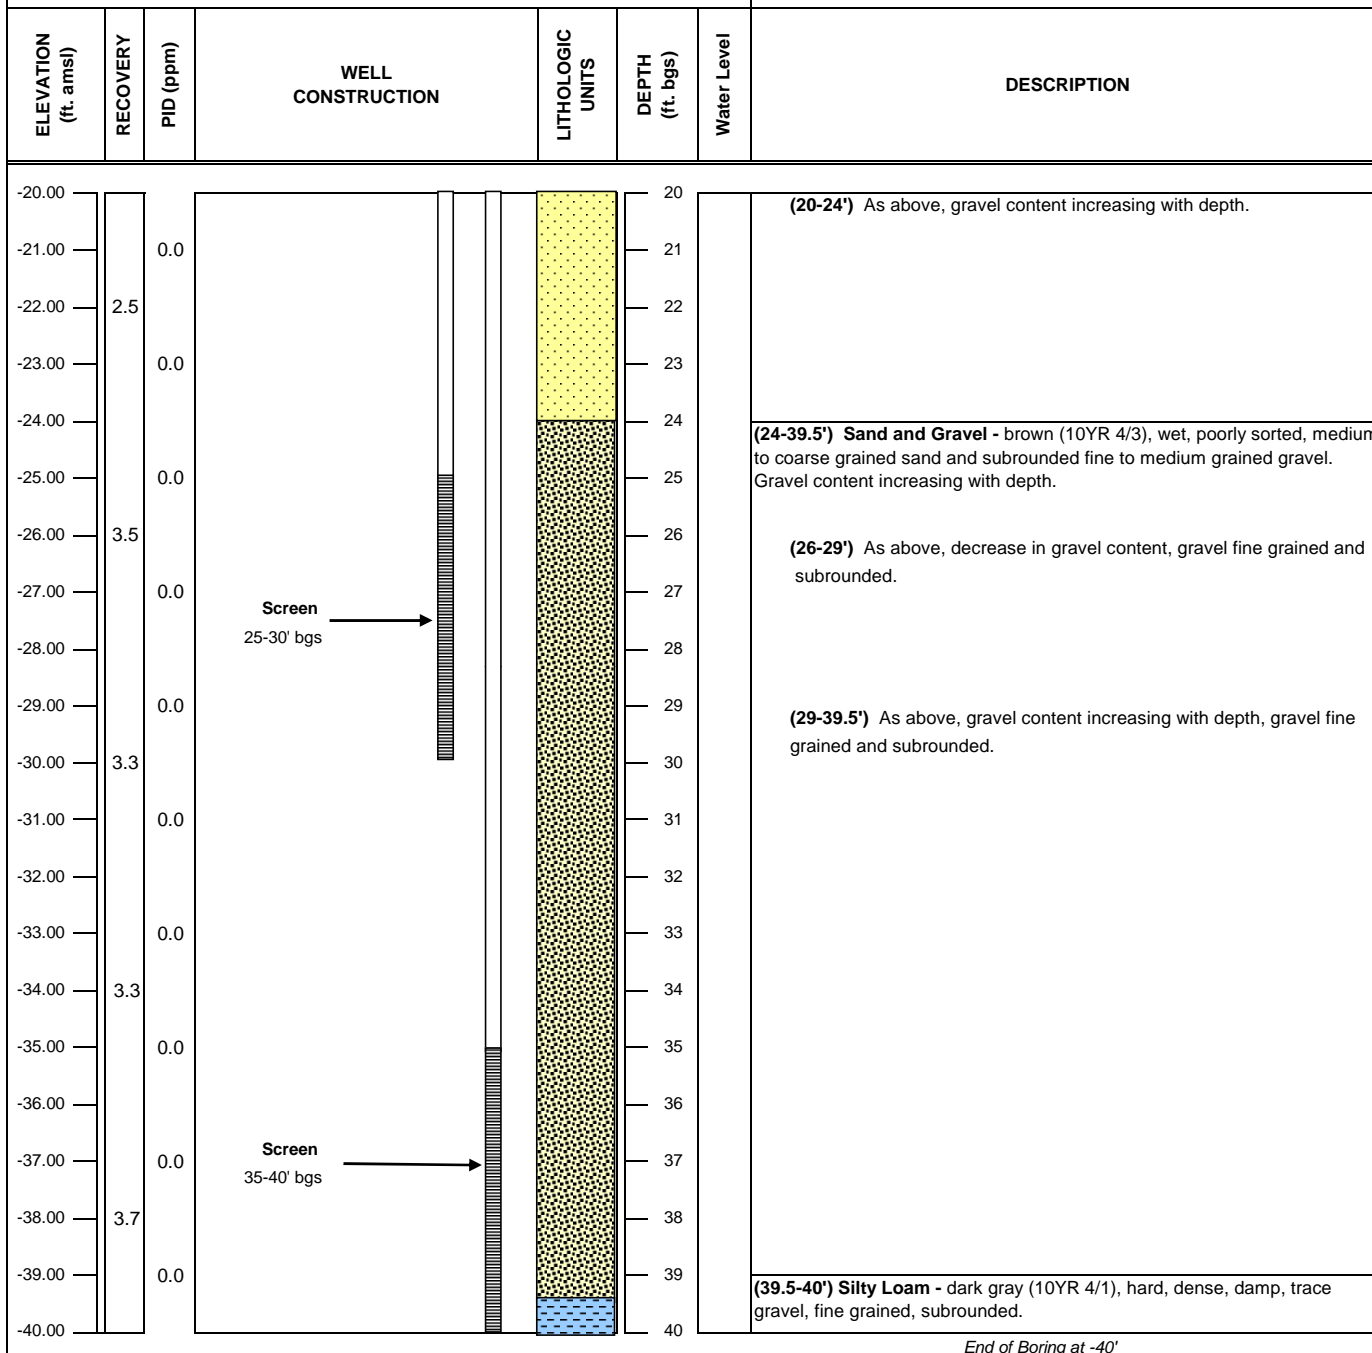 ELEVATION
(ft. amsl)
RECOVERY
PID (ppm)
WELL
CONSTRUCTION
LITHOLOGIC
UNITS
DEPTH
(ft. bgs)
Water Level
DESCRIPTION
-20.00 20
(20-24') As above, gravel content increasing with depth.
-21.00 0.0 21
-22.00 2.5 22
-23.00 0.0 23
-24.00 24
(24-39.5') Sand and Gravel - brown (10YR 4/3), wet, poorly sorted, medium
to coarse grained sand and subrounded fine to medium grained gravel.
-25.00 0.0 25
Gravel content increasing with depth.
-26.00 3.5 26
(26-29') As above, decrease in gravel content, gravel fine grained and
subrounded.
-27.00 0.0 27
Screen
25-30' bgs
-28.00 28
-29.00 0.0 29
(29-39.5') As above, gravel content increasing with depth, gravel fine
grained and subrounded.
-30.00 3.3 30
-31.00 0.0 31
-32.00 32
-33.00 0.0 33
-34.00 3.3 34
-35.00 0.0 35
-36.00 36
Screen
-37.00 0.0 37
35-40' bgs
-38.00 3.7 38
-39.00 0.0 39
(39.5-40') Silty Loam - dark gray (10YR 4/1), hard, dense, damp, trace
gravel, fine grained, subrounded.
-40.00 40
End of Boring at -40'